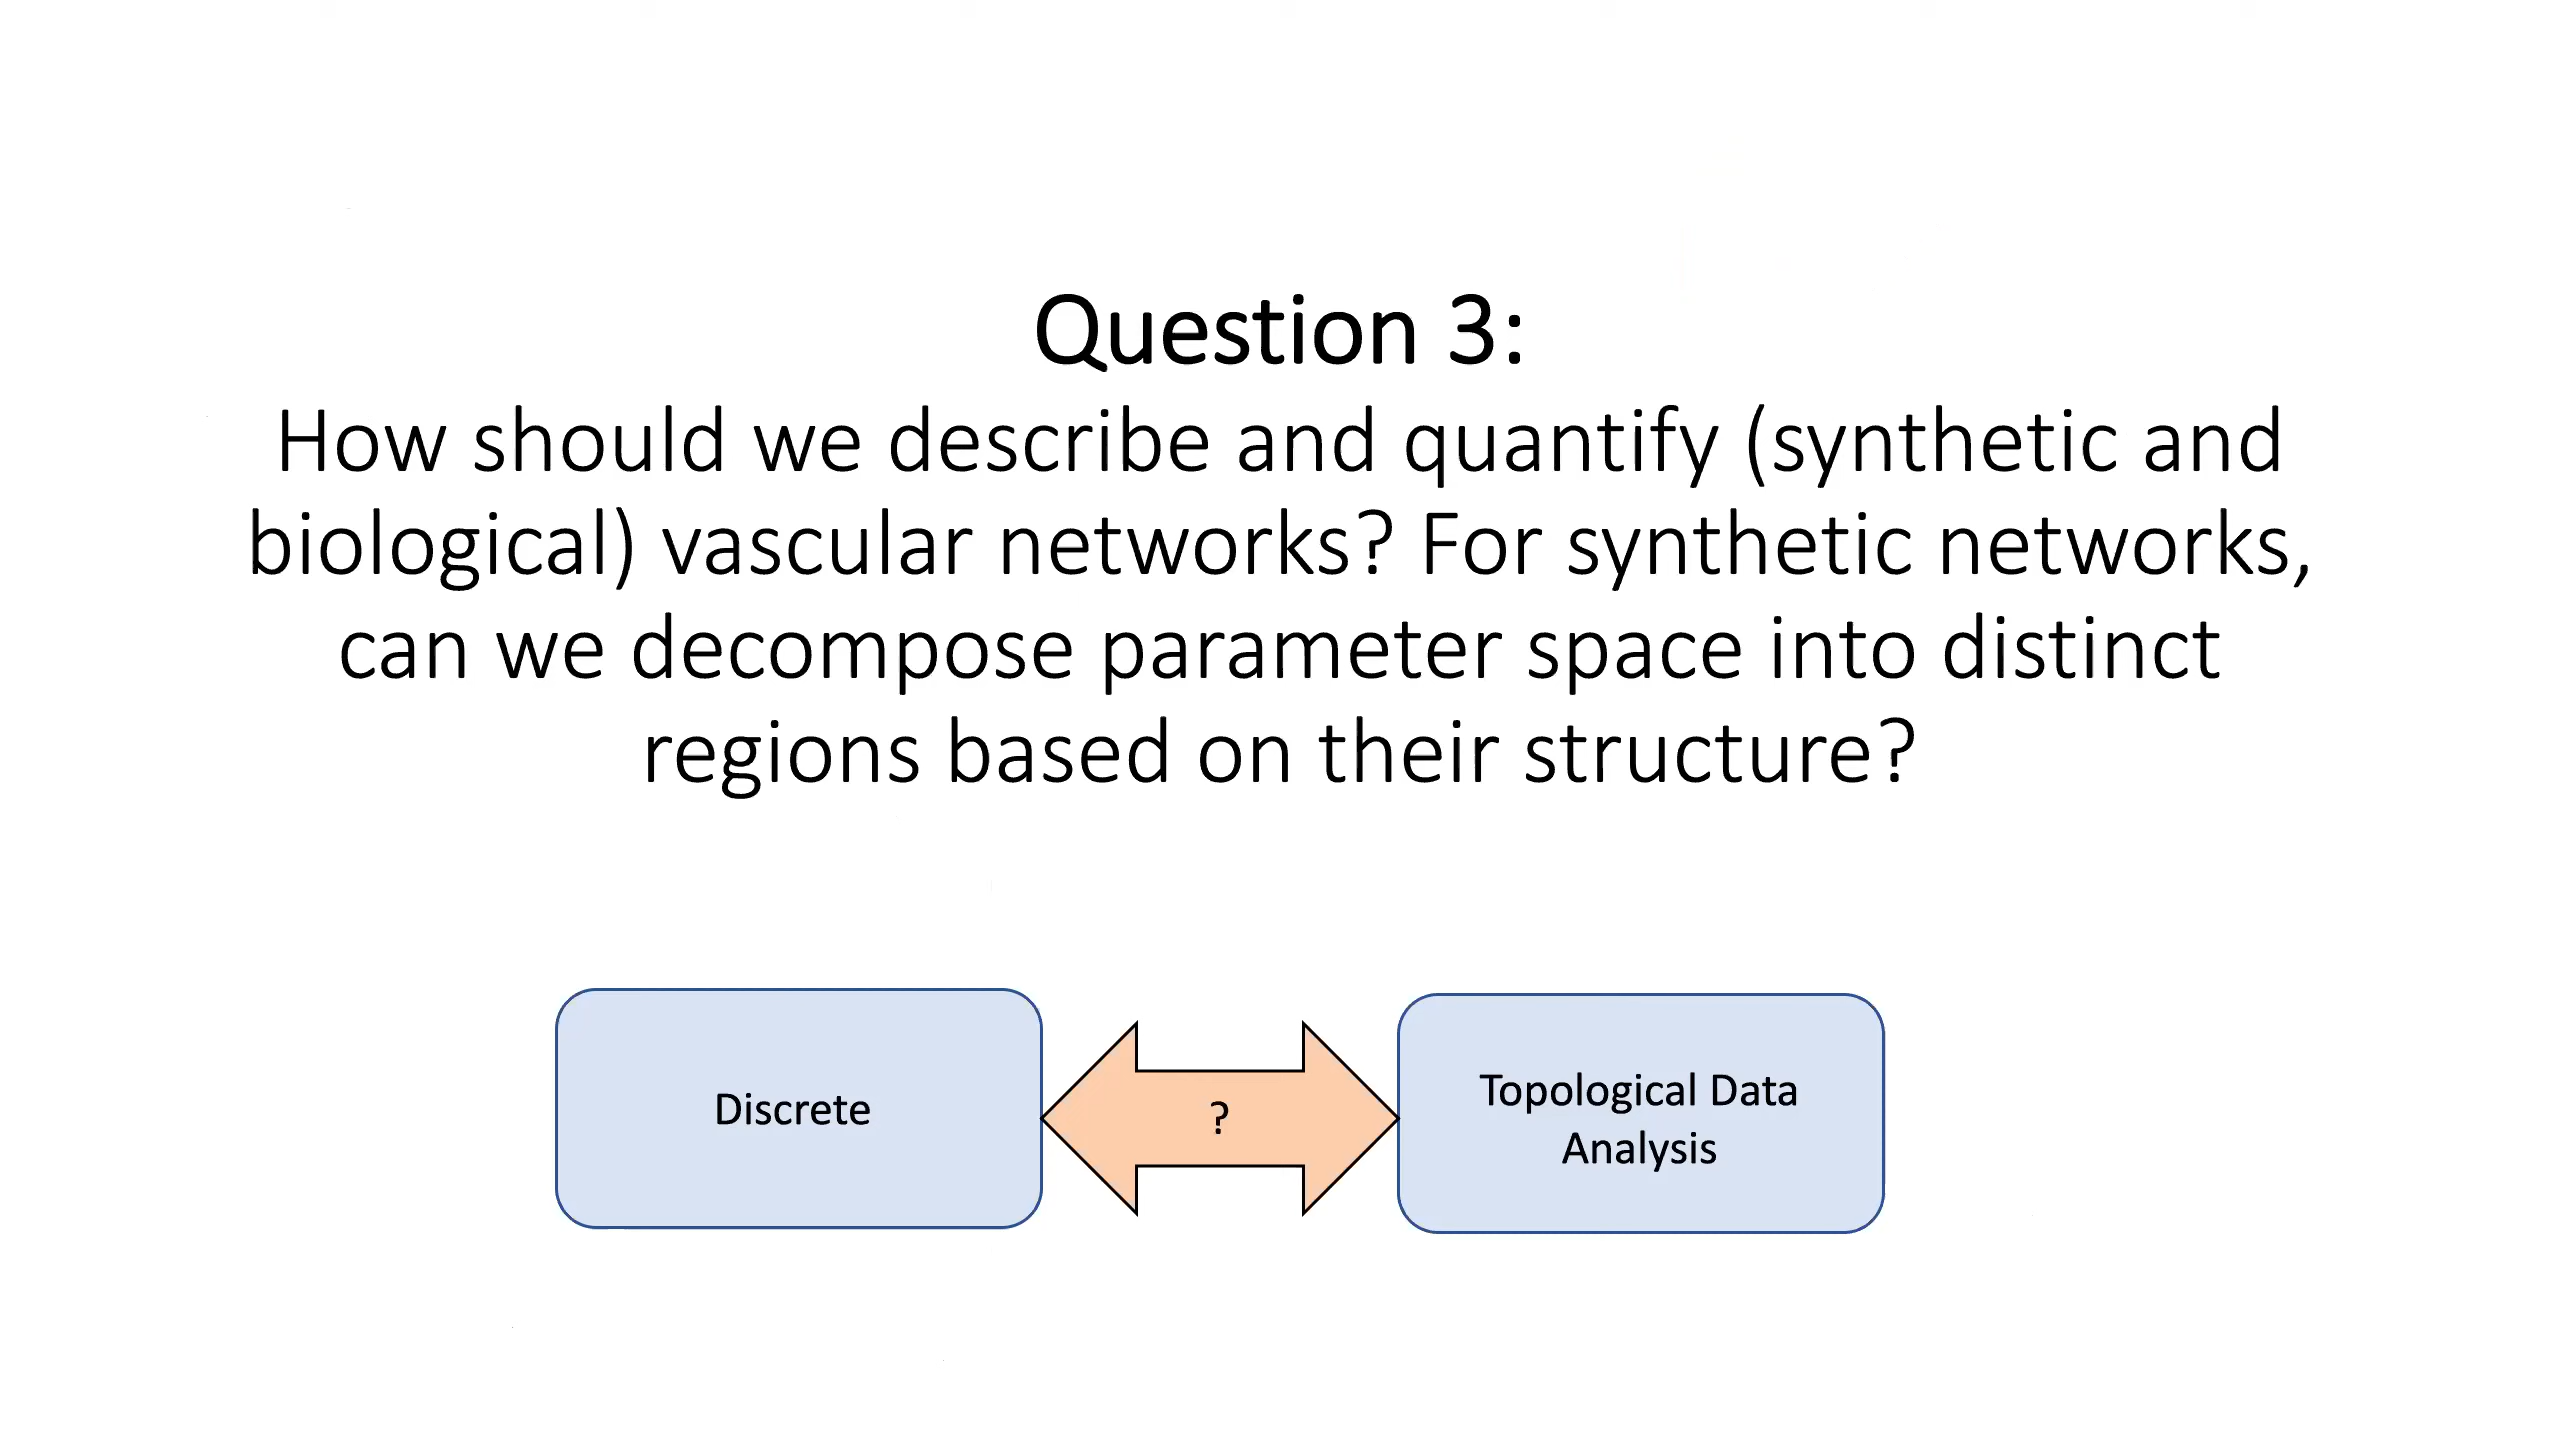 Question 3:
How should we describe and quantify (synthetic and
biological) vascular networks? For synthetic networks,
can we decompose parameter space into distinct
regions based on their structure?
Discrete
?
Topological Data
Analysis